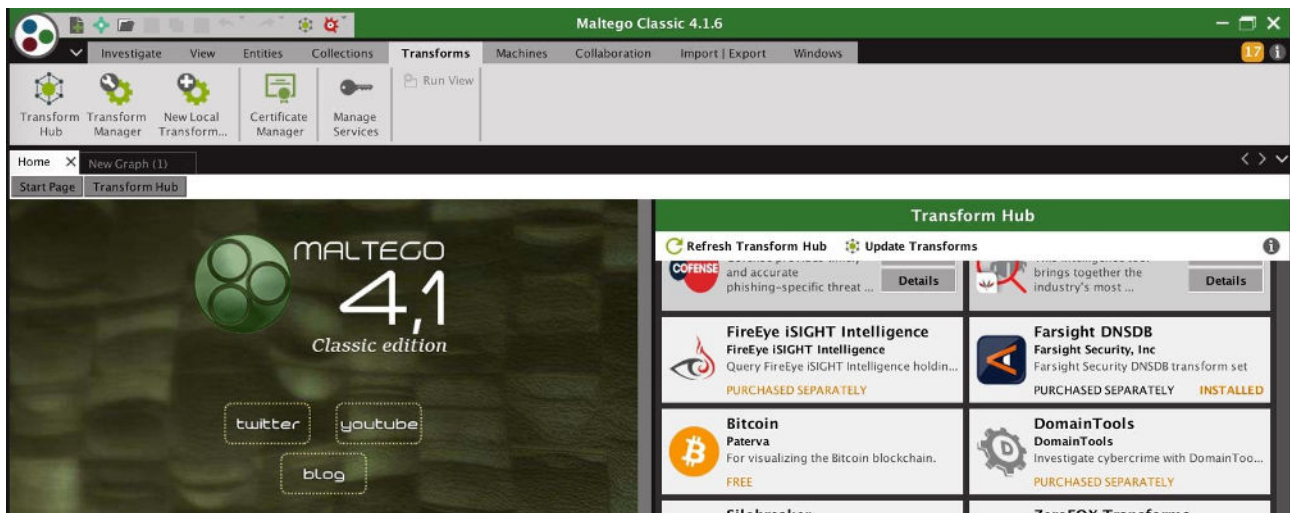 Maltego Classic 4.1.6
Investigate View Entities Collections Transforms Machines Collaboration Import | Export Windows 17
Run View
Transform Hub
Transform Manager
New Local Transform...
Certificate Manager
Manage Services
Home New Graph (1)
Start Page Transform Hub
MALTEGO
4,1
Classic edition
twitter youtube
blog
Transform Hub
Refresh Transform Hub Update Transforms
COFENSE
and accurate
phishing-specific threat ...
Details
brings together the
industry's most ...
Details
FireEye iSIGHT Intelligence
FireEye iSIGHT Intelligence
Query FireEye iSIGHT Intelligence holdin...
PURCHASED SEPARATELY
Farsight DNSDB
Farsight Security, Inc
Farsight Security DNSDB transform set
PURCHASED SEPARATELY INSTALLED
Bitcoin
Paterva
For visualizing the Bitcoin blockchain.
FREE
DomainTools
DomainTools
Investigate cybercrime with DomainToo...
PURCHASED SEPARATELY